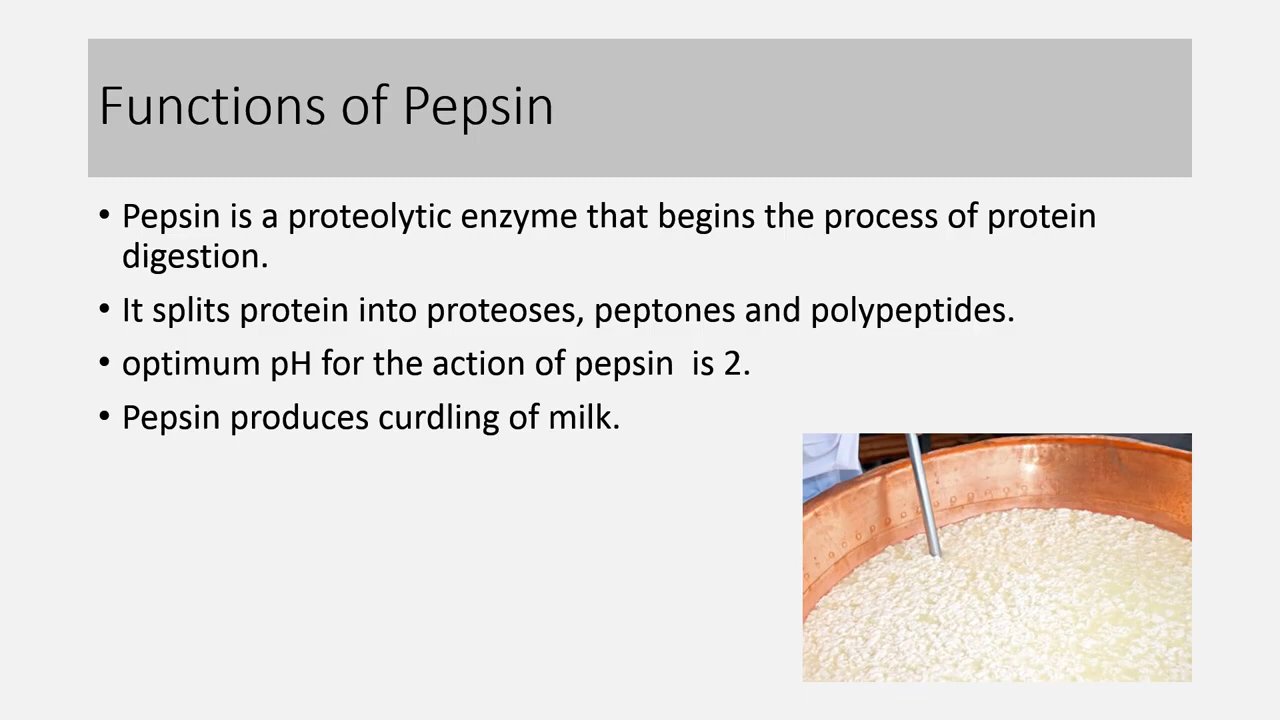 Functions of Pepsin
• Pepsin is a proteolytic enzyme that begins the process of protein
digestion.
• It splits protein into proteoses, peptones and polypeptides.
• optimum pH for the action of pepsin  is 2.
• Pepsin produces curdling of milk.